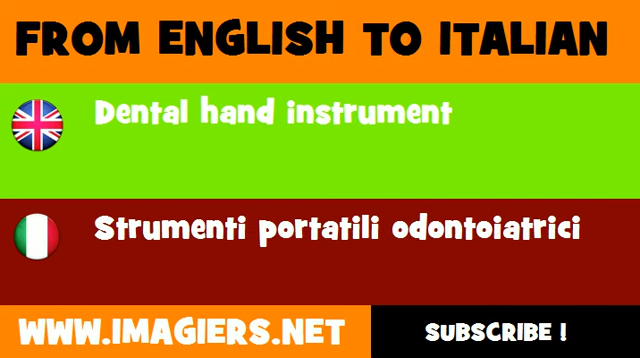 FROM ENGLISH TO ITALIAN
Dental hand instrument
Strumenti portatili odontoiatrici
WWW.IMAGIERS.NET
SUBSCRIBE !